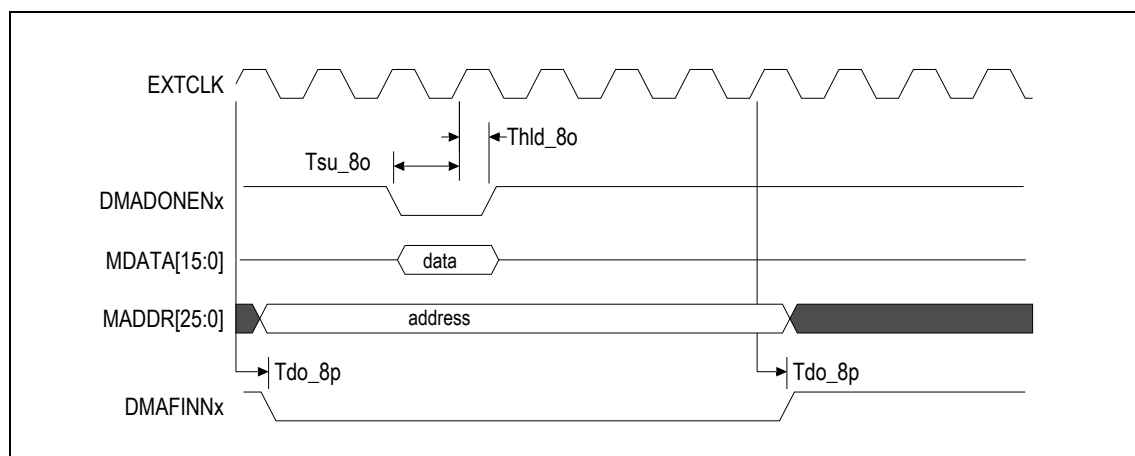 EXTCLK
Thld_8o
Tsu_8o
DMADONENx
MDATA[15:0] data
MADDR[25:0] address
Tdo_8p Tdo_8p
DMAFINNx